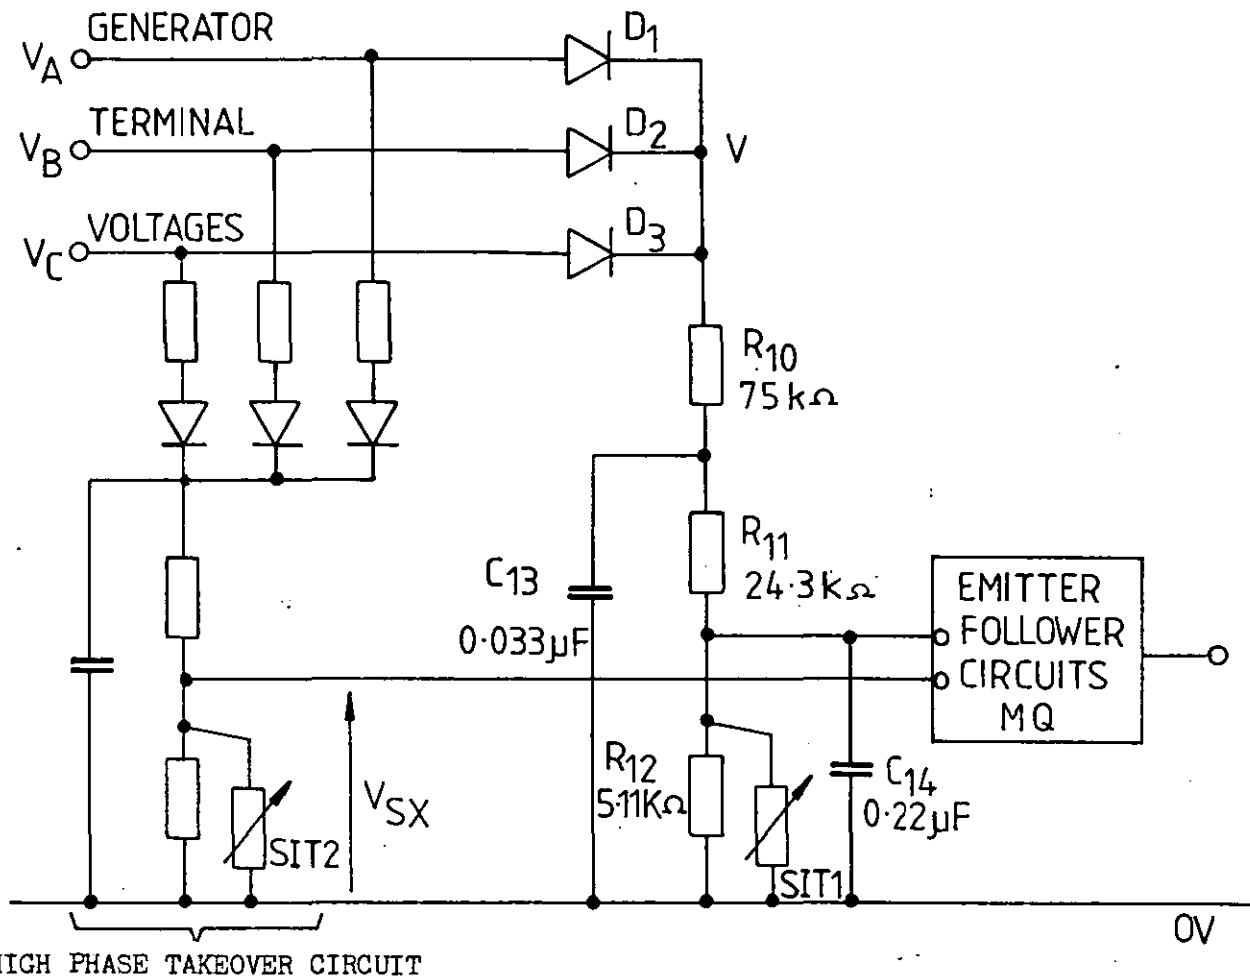 GENERATOR
VA
D1
TERMINAL
VB
D2
V
VOLTAGES
VC
D3
R10
75kΩ
R11
24·3kΩ
C13
0·033µF
EMITTER
FOLLOWER
CIRCUITS
MQ
R12
5·11KΩ
C14
0·22µF
VSX
SIT2
SIT1
0V
HIGH PHASE TAKEOVER CIRCUIT